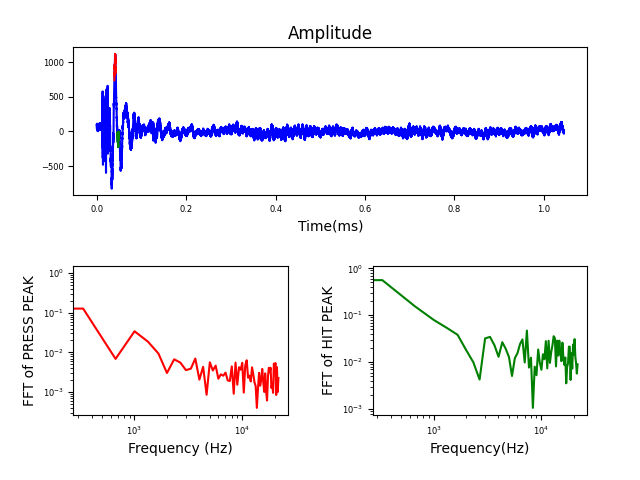 Amplitude
1000
500
0
−500
0.0 0.2 0.4 0.6 0.8 1.0
Time(ms)
FFT of PRESS PEAK
10⁰
10⁻¹
10⁻²
10⁻³
10³ 10⁴
Frequency (Hz)
FFT of HIT PEAK
10⁰
10⁻¹
10⁻²
10⁻³
10³ 10⁴
Frequency(Hz)